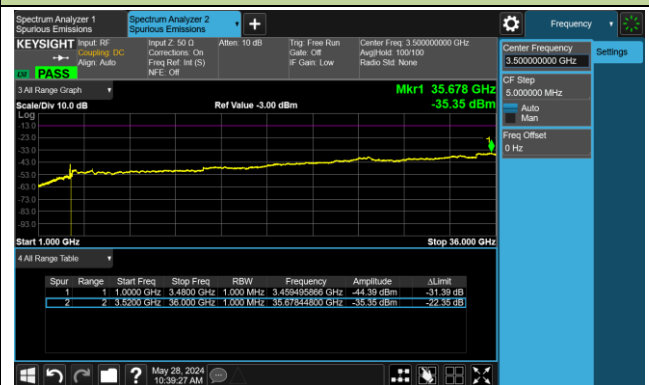 Spectrum Analyzer 1
Spurious Emissions
Spectrum Analyzer 2
Spurious Emissions
Frequency
KEYSIGHT
Input: RF
Coupling: DC
Align: Auto
Input Z: 50 Ω
Corrections: On
Freq Ref: Int (S)
NFE: Off
Atten: 10 dB
Trig: Free Run
Gate: Off
IF Gain: Low
Center Freq: 3.500000000 GHz
Avg|Hold: 100/100
Radio Std: None
PASS
Center Frequency
3.500000000 GHz
Settings
CF Step
5.000000 MHz
Auto
Man
Freq Offset
0 Hz
3 All Range Graph
Mkr1 35.678 GHz
Scale/Div 10.0 dB
Ref Value -3.00 dBm
-35.35 dBm
Log
-13.0
-23.0
-33.0
-43.0
-53.0
-63.0
-73.0
-83.0
-93.0
1
Start 1.000 GHz
Stop 36.000 GHz
4 All Range Table
Spur Range Start Freq Stop Freq RBW Frequency Amplitude ΔLimit
1 1 1.0000 GHz 3.4800 GHz 1.000 MHz 3.459495866 GHz -44.39 dBm -31.39 dB
2 2 3.5200 GHz 36.000 GHz 1.000 MHz 35.67844800 GHz -35.35 dBm -22.35 dB
?
May 28, 2024
10:39:27 AM